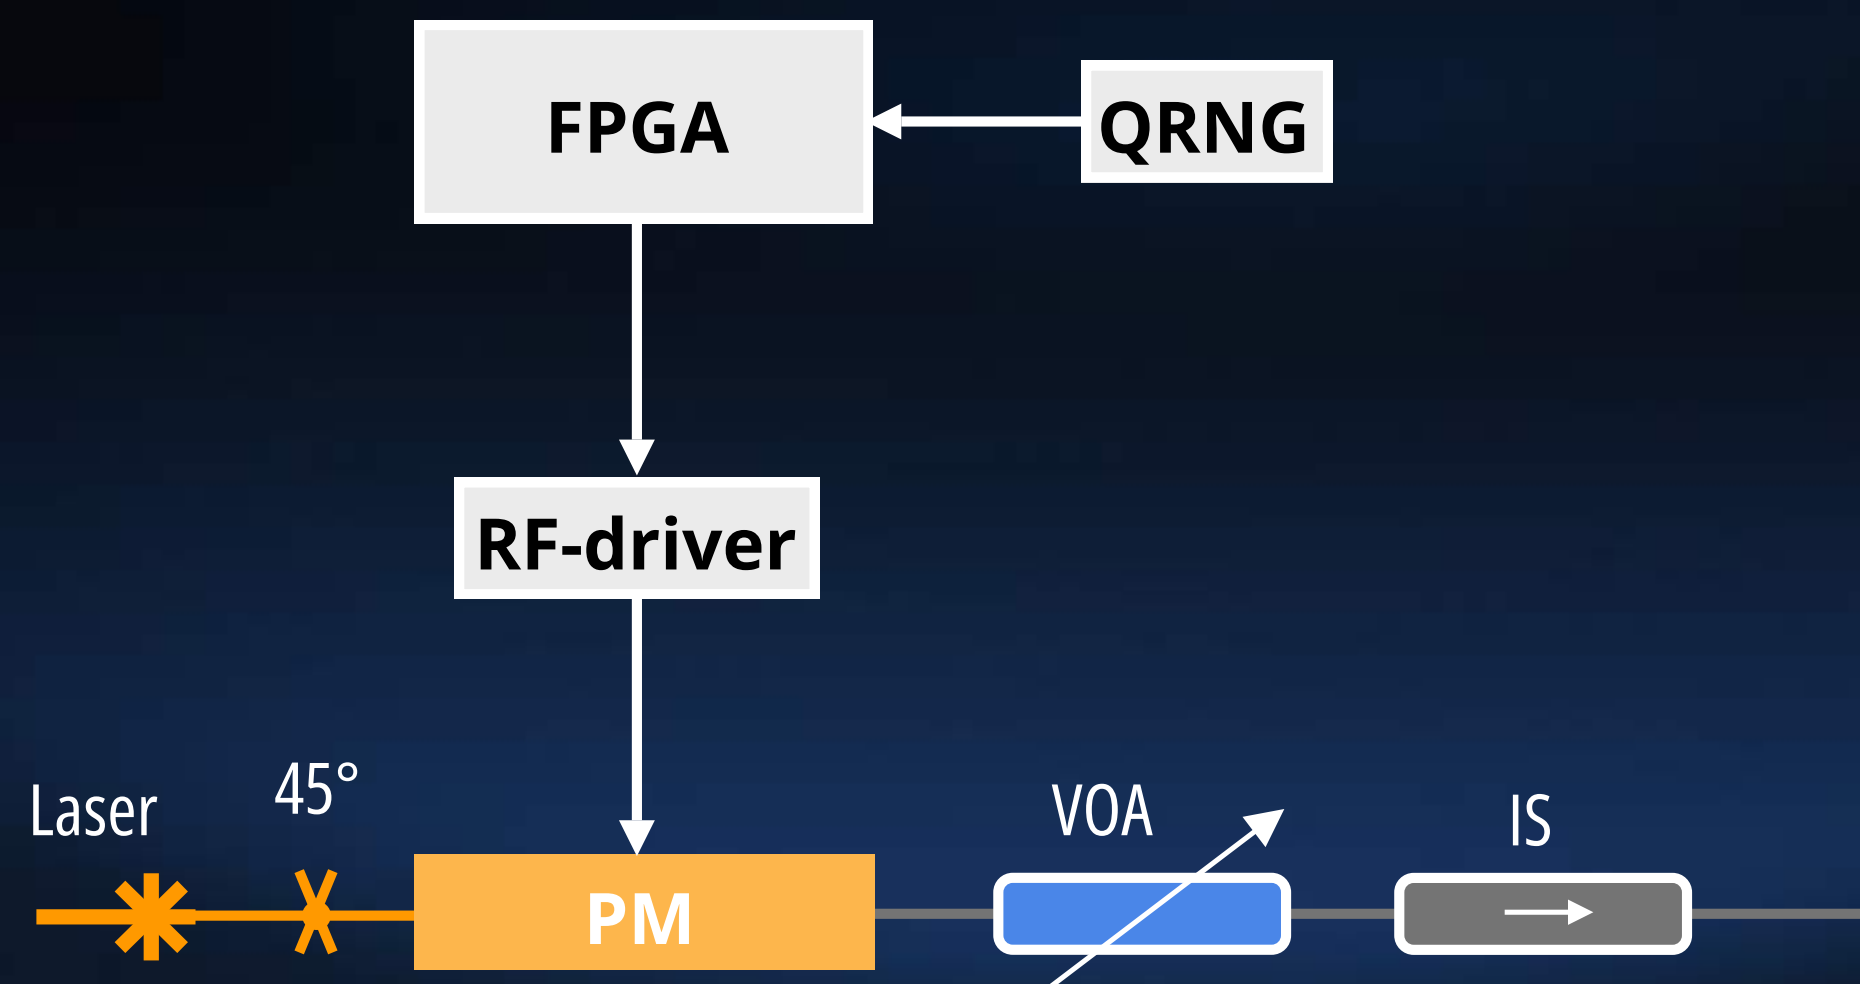 FPGA
QRNG
RF-driver
Laser
45°
VOA
IS
PM